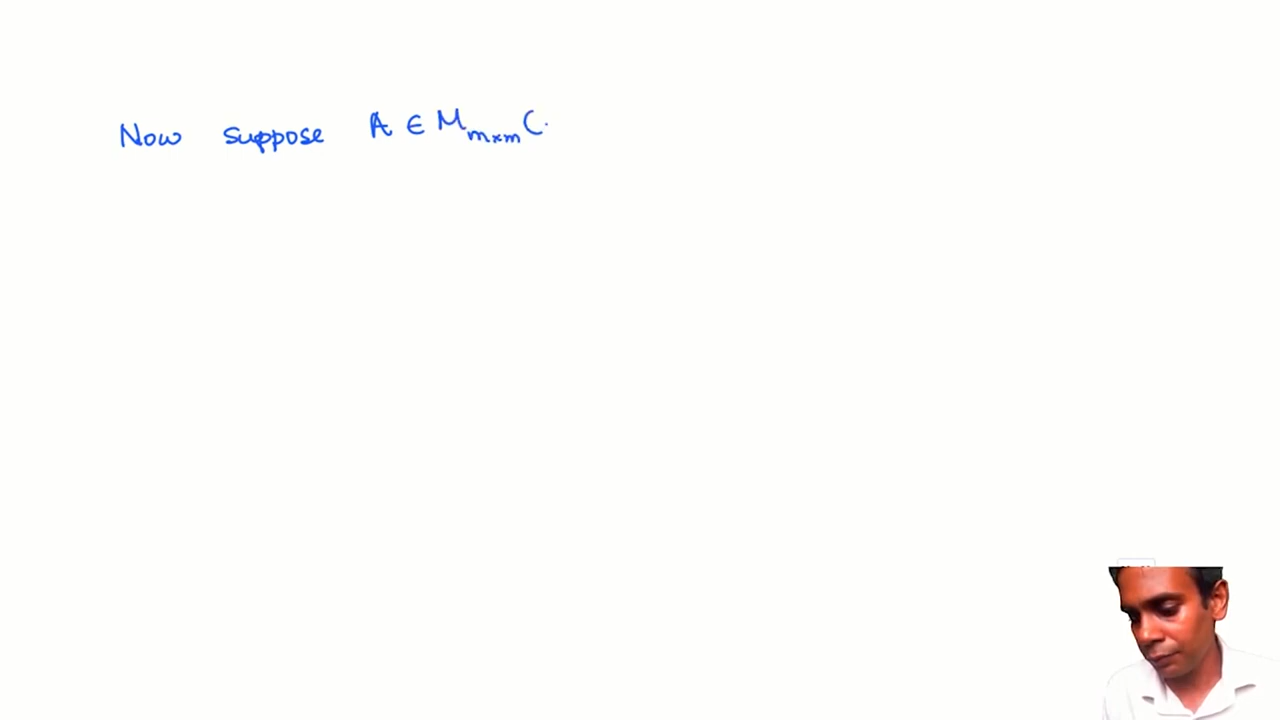 Now suppose A ∈ M_{m×m} (